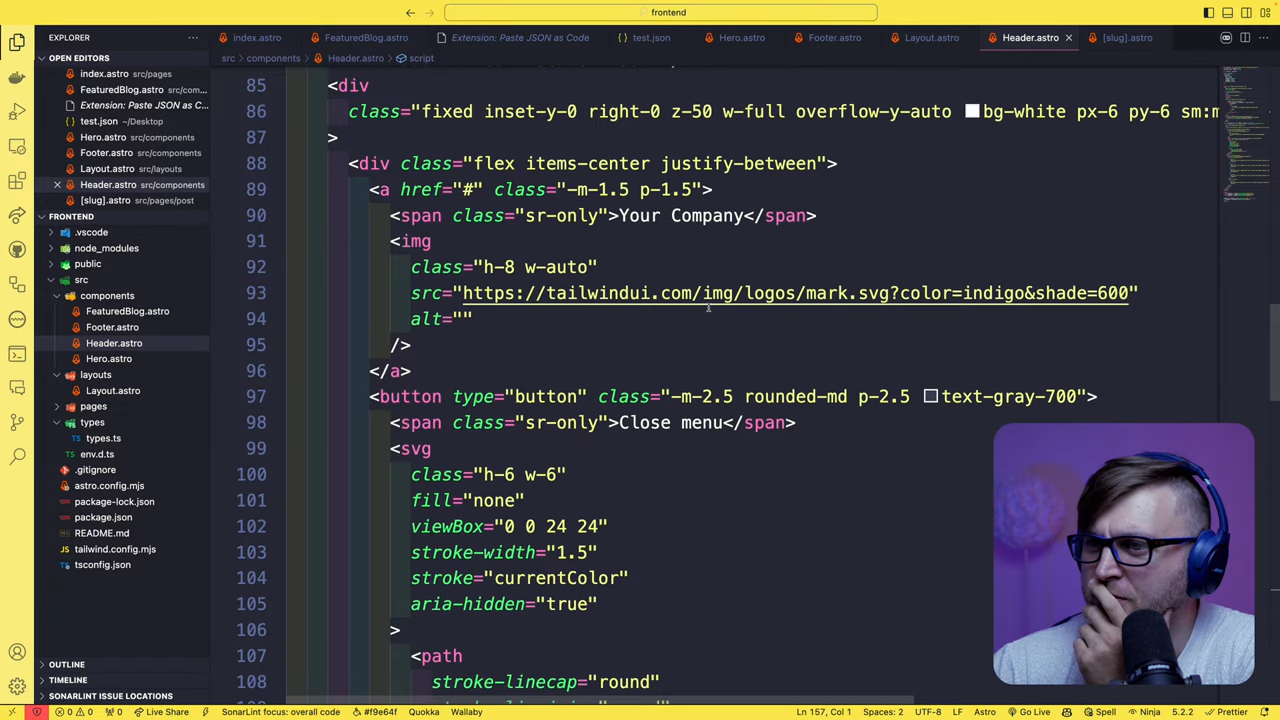 frontend
EXPLORER
index.astro
FeaturedBlog.astro
Extension: Paste JSON as Code
test.json
Hero.astro
Footer.astro
Layout.astro
Header.astro
[slug].astro
src > components > Header.astro > script
OPEN EDITORS
index.astro src/pages
FeaturedBlog.astro src/com...
Extension: Paste JSON as C...
test.json ~/Desktop
Hero.astro src/components
Footer.astro src/components
Layout.astro src/layouts
Header.astro src/components
[slug].astro src/pages/post
FRONTEND
.vscode
node_modules
public
src
components
FeaturedBlog.astro
Footer.astro
Header.astro
Hero.astro
layouts
Layout.astro
pages
types
types.ts
env.d.ts
.gitignore
astro.config.mjs
package-lock.json
package.json
README.md
tailwind.config.mjs
tsconfig.json
OUTLINE
TIMELINE
SONARLINT ISSUE LOCATIONS
85 <div
86 class="fixed inset-y-0 right-0 z-50 w-full overflow-y-auto bg-white px-6 py-6 sm:m
87 >
88 <div class="flex items-center justify-between">
89 <a href="#" class="-m-1.5 p-1.5">
90 <span class="sr-only">Your Company</span>
91 <img
92 class="h-8 w-auto"
93 src="https://tailwindui.com/img/logos/mark.svg?color=indigo&shade=600"
94 alt=""
95 />
96 </a>
97 <button type="button" class="-m-2.5 rounded-md p-2.5 text-gray-700">
98 <span class="sr-only">Close menu</span>
99 <svg
100 class="h-6 w-6"
101 fill="none"
102 viewBox="0 0 24 24"
103 stroke-width="1.5"
104 stroke="currentColor"
105 aria-hidden="true"
106 >
107 <path
108 stroke-linecap="round"
0 0 0 Live Share SonarLint focus: overall code #f9e64f Quokka Wallaby Ln 157, Col 1 Spaces: 2 UTF-8 LF Astro Go Live Spell Ninja 5.2.2 Prettier